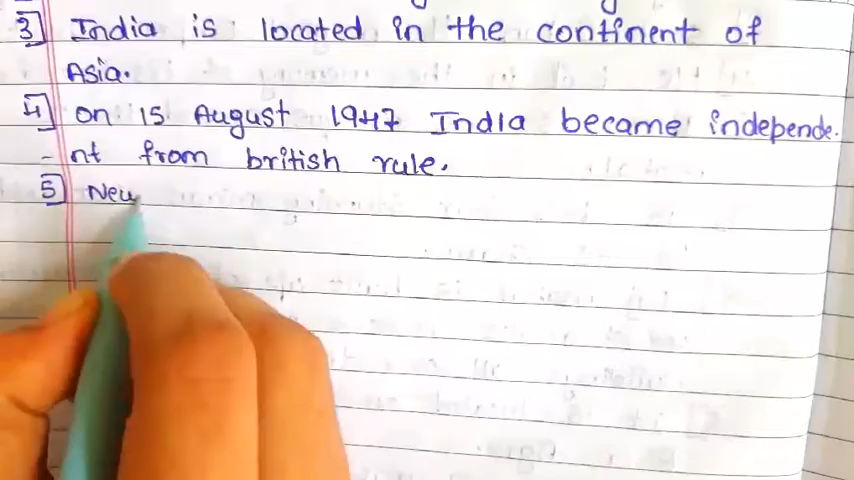 3] India is located in the continent of
Asia.
4] on 15 August 1947 India became independe.
- nt from british rule.
5] New